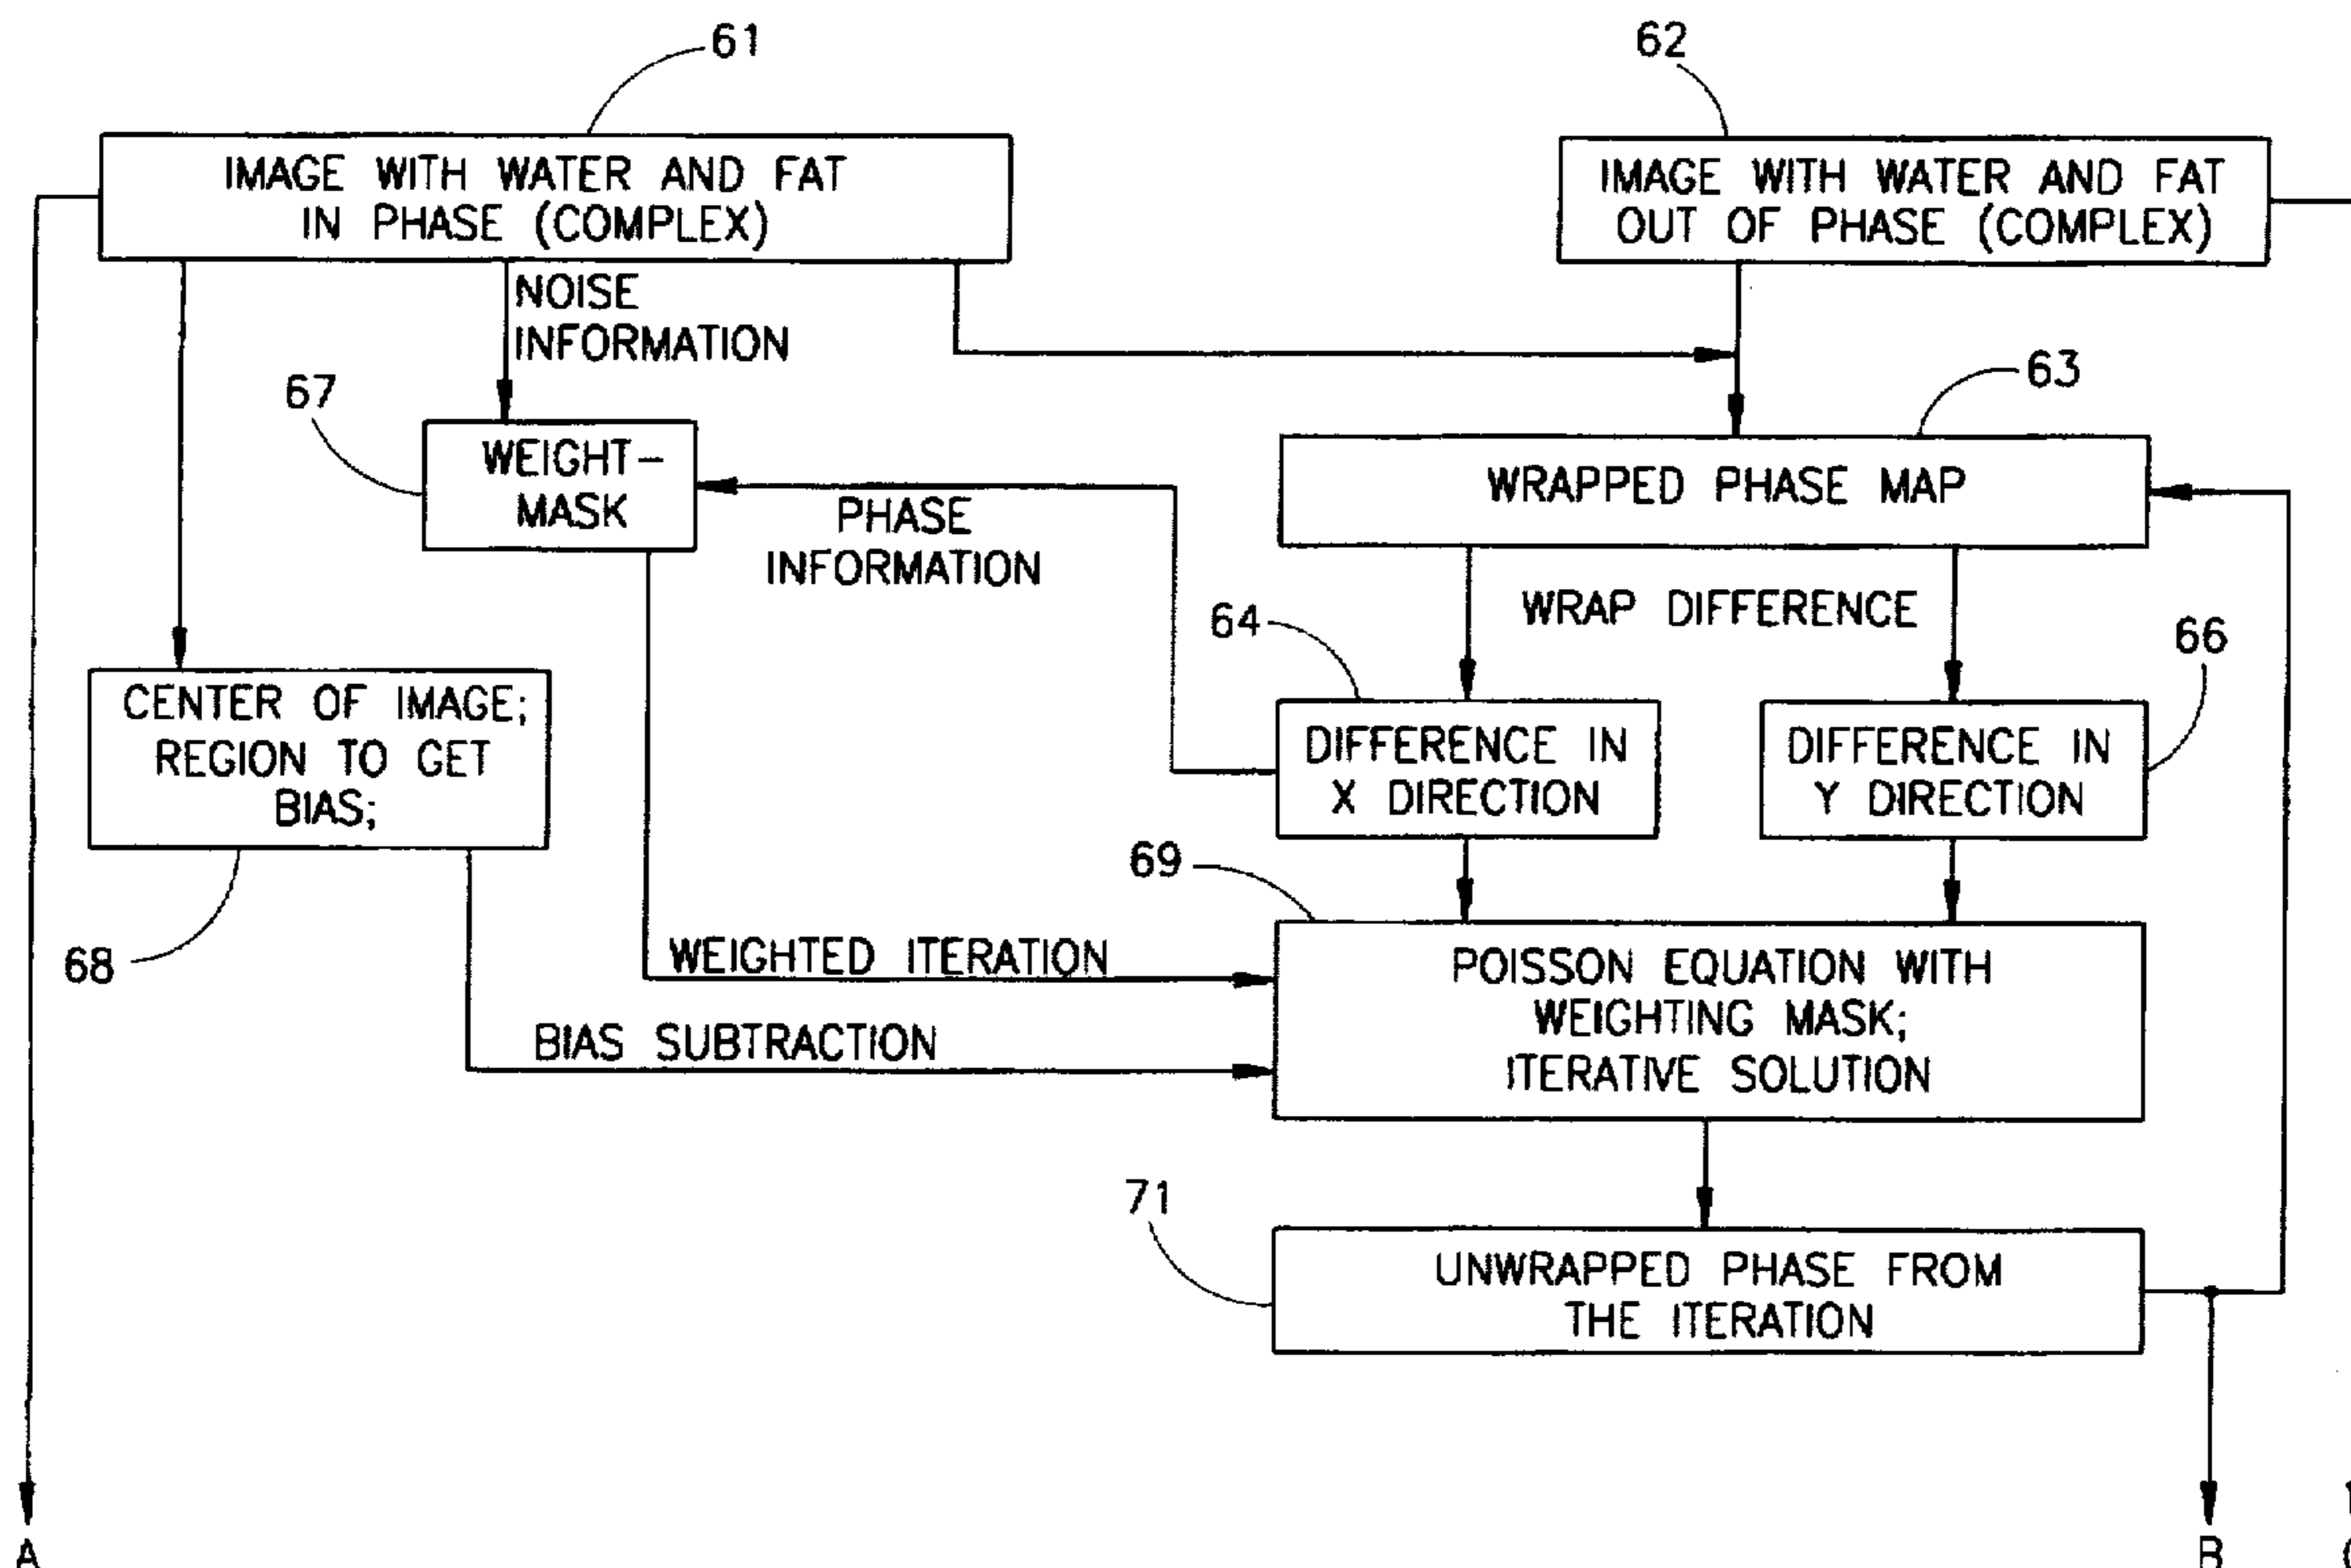 61
62
IMAGE WITH WATER AND FAT
IN PHASE (COMPLEX)
IMAGE WITH WATER AND FAT
OUT OF PHASE (COMPLEX)
NOISE
INFORMATION
67
63
WEIGHT-
MASK
WRAPPED PHASE MAP
PHASE
INFORMATION
64
WRAP DIFFERENCE
66
CENTER OF IMAGE;
REGION TO GET
BIAS;
DIFFERENCE IN
X DIRECTION
DIFFERENCE IN
Y DIRECTION
69
68
WEIGHTED ITERATION
POISSON EQUATION WITH
WEIGHTING MASK;
ITERATIVE SOLUTION
BIAS SUBTRACTION
71
UNWRAPPED PHASE FROM
THE ITERATION
A
B